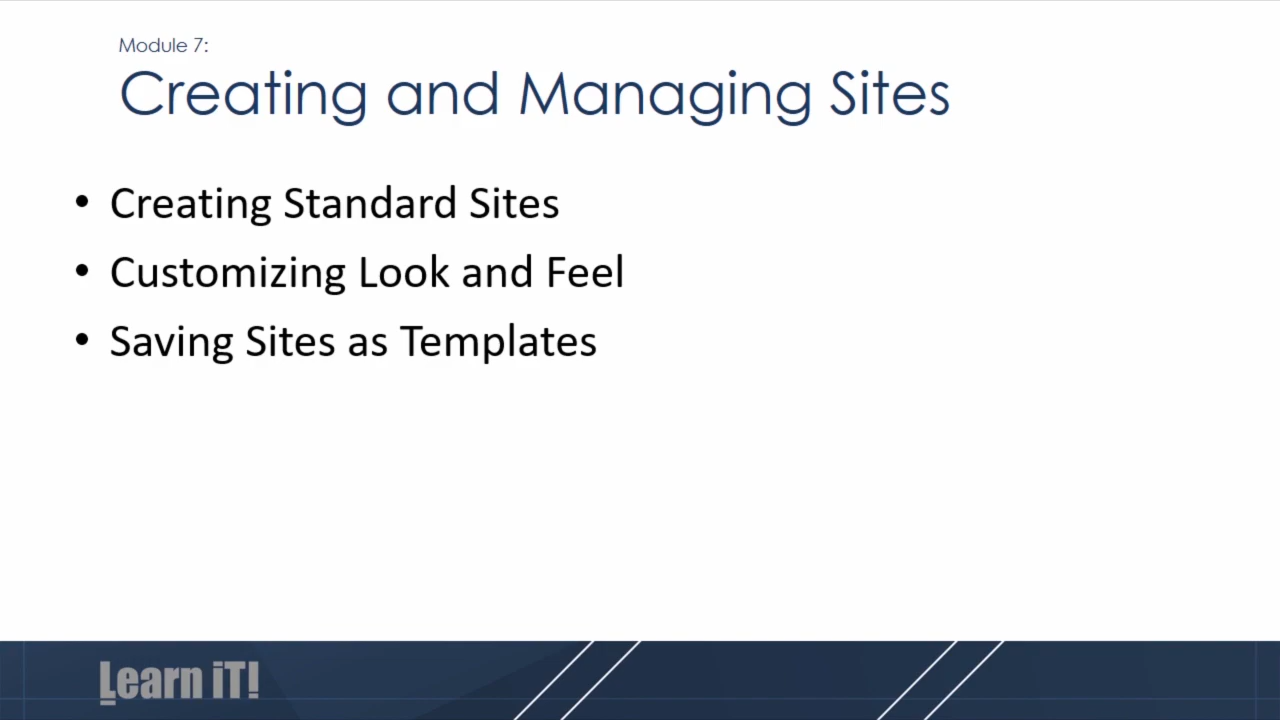 Module 7:
Creating and Managing Sites
• Creating Standard Sites
• Customizing Look and Feel
• Saving Sites as Templates
Learn iT!